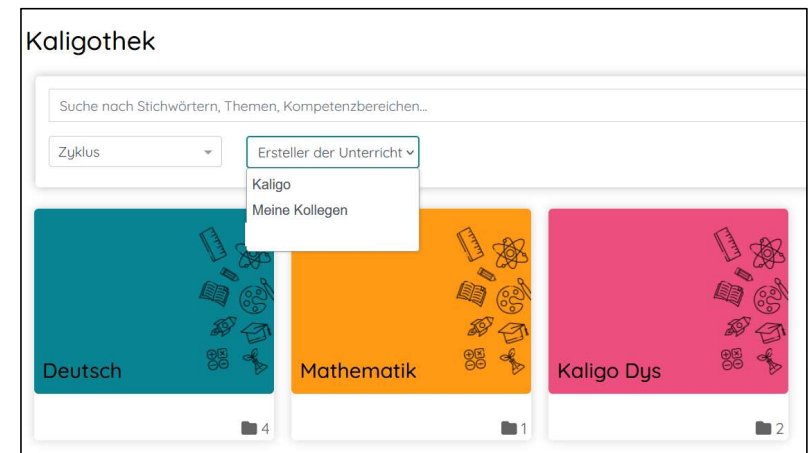 Kaligothek
Suche nach Stichwörtern, Themen, Kompetenzbereichen...
Zyklus
Ersteller der Unterricht
Kaligo
Meine Kollegen
Deutsch
Mathematik
Kaligo Dys
4
1
2